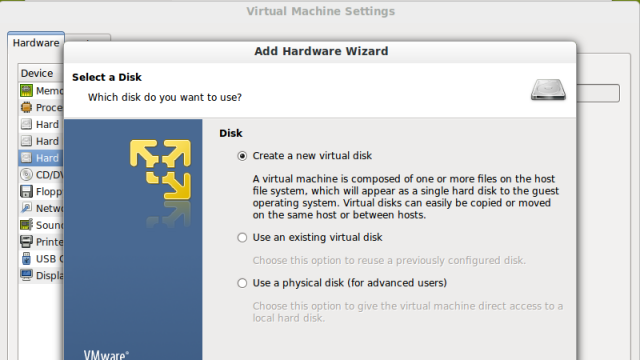 Virtual Machine Settings
Hardware
Add Hardware Wizard
Device
Select a Disk
Which disk do you want to use?
Disk
Create a new virtual disk
A virtual machine is composed of one or more files on the host
file system, which will appear as a single hard disk to the guest
operating system. Virtual disks can easily be copied or moved
on the same host or between hosts.
Use an existing virtual disk
Choose this option to reuse a previously configured disk.
Use a physical disk (for advanced users)
Choose this option to give the virtual machine direct access to a
local hard disk.
Memo
Proce
Hard
Hard
Hard
CD/DV
Flopp
Netwo
Soun
Printe
USB C
Displa
VMware®